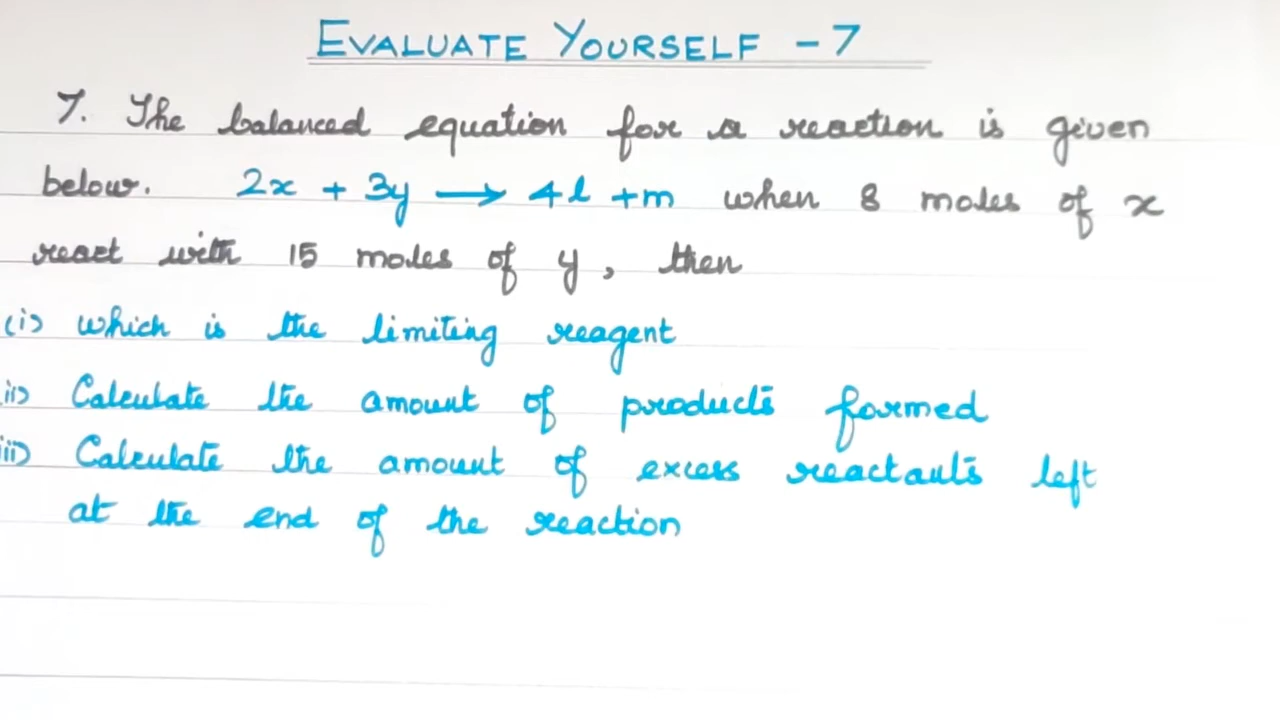 EVALUATE YOURSELF - 7
7. The balanced equation for a reaction is given
below. 2x + 3y ⟶ 4l + m when 8 moles of x
react with 15 moles of y, then
(i) which is the limiting reagent
ii) Calculate the amount of products formed
iii) Calculate the amount of excess reactants left
at the end of the reaction